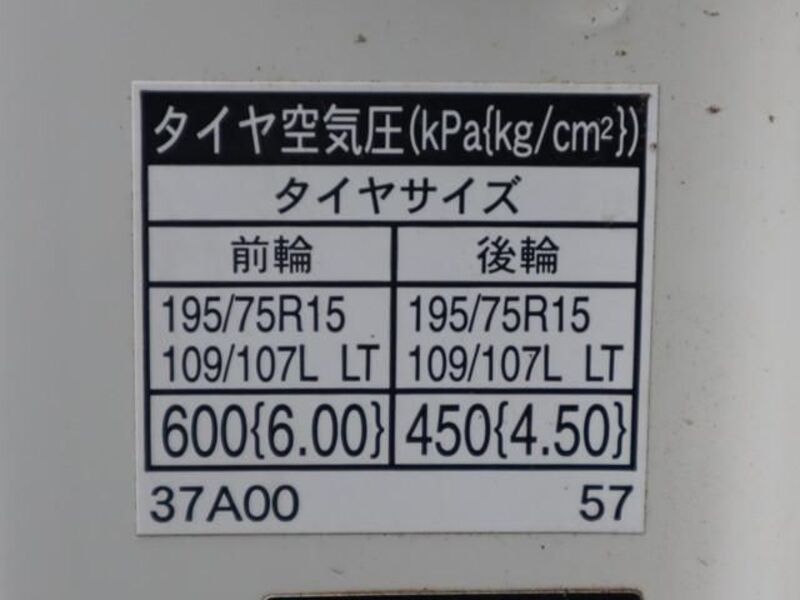 タイヤ空気圧(kPa{kg/cm²})
タイヤサイズ
前輪 後輪
195/75R15 195/75R15
109/107L LT 109/107L LT
600{6.00} 450{4.50}
37A00 57